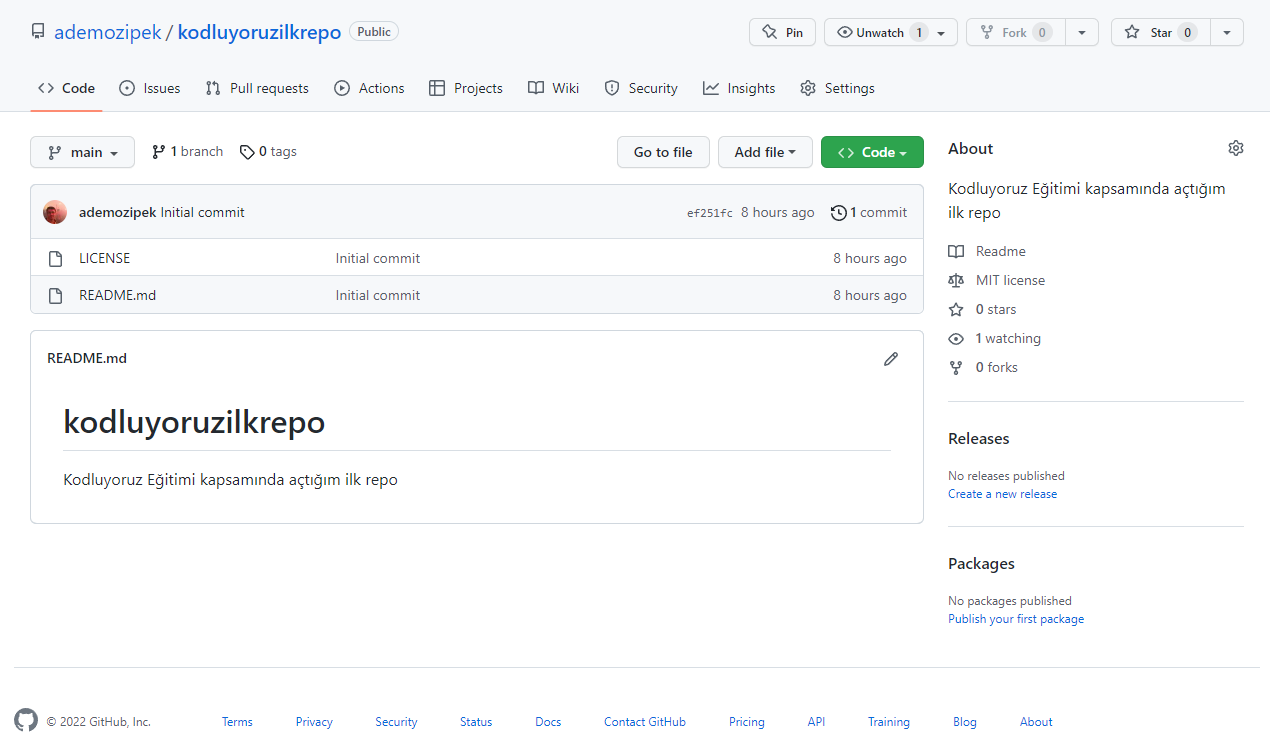 ademozipek / kodluyoruzilkrepo Public
Pin Unwatch 1 Fork 0 Star 0
Code Issues Pull requests Actions Projects Wiki Security Insights Settings
main 1 branch 0 tags Go to file Add file Code
ademozipek Initial commit ef251fc 8 hours ago 1 commit
LICENSE Initial commit 8 hours ago
README.md Initial commit 8 hours ago
README.md
kodluyoruzilkrepo
Kodluyoruz Eğitimi kapsamında açtığım ilk repo
About
Kodluyoruz Eğitimi kapsamında açtığım
ilk repo
Readme
MIT license
0 stars
1 watching
0 forks
Releases
No releases published
Create a new release
Packages
No packages published
Publish your first package
© 2022 GitHub, Inc. Terms Privacy Security Status Docs Contact GitHub Pricing API Training Blog About